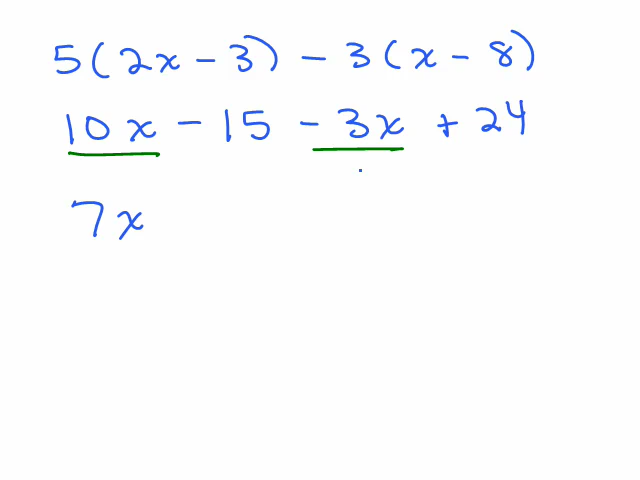 5(2x - 3) - 3(x - 8)
10x - 15 - 3x + 24
7x